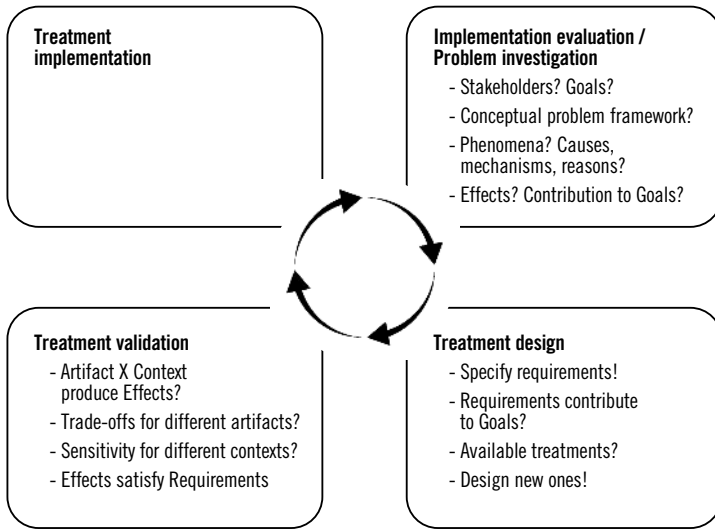 Treatment
implementation
Implementation evaluation /
Problem investigation
- Stakeholders? Goals?
- Conceptual problem framework?
- Phenomena? Causes,
mechanisms, reasons?
- Effects? Contribution to Goals?
Treatment validation
- Artifact X Context
produce Effects?
- Trade-offs for different artifacts?
- Sensitivity for different contexts?
- Effects satisfy Requirements
Treatment design
- Specify requirements!
- Requirements contribute
to Goals?
- Available treatments?
- Design new ones!